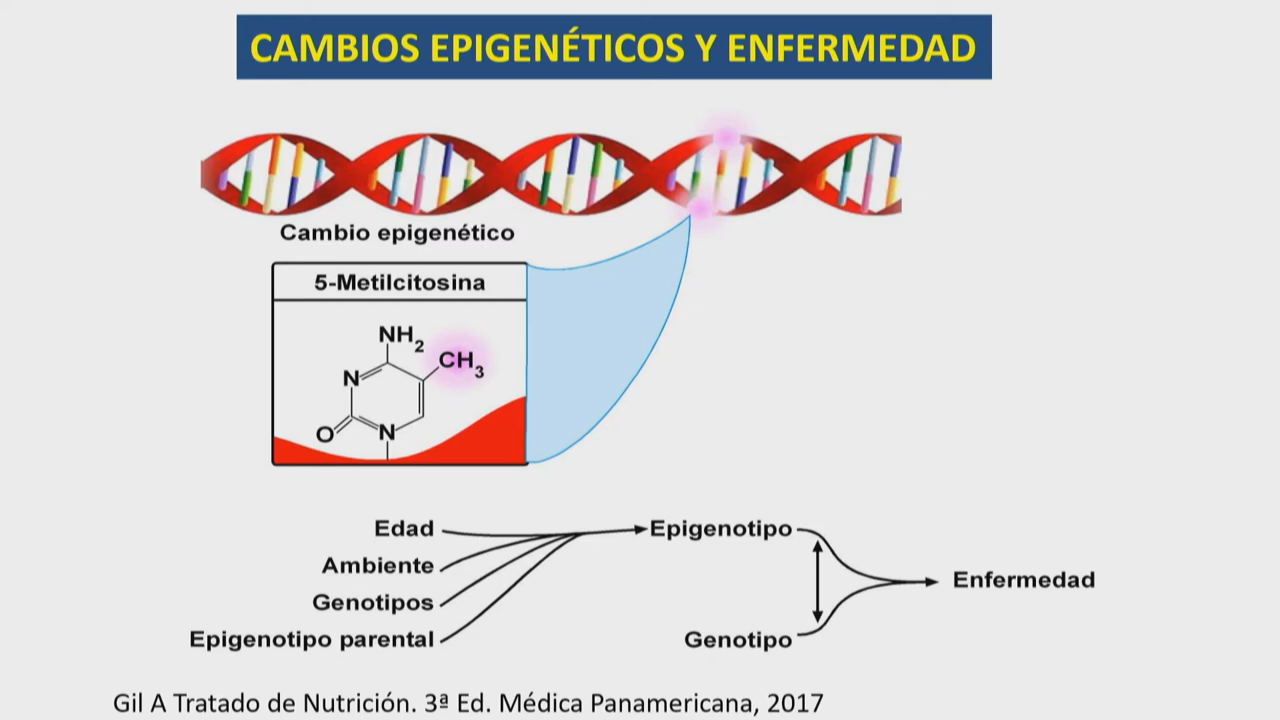 CAMBIOS EPIGENÉTICOS Y ENFERMEDAD
Cambio epigenético
5-Metilcitosina
NH2
CH3
N
O
N
Edad
Ambiente
Genotipos
Epigenotipo parental
Epigenotipo
Genotipo
Enfermedad
Gil A Tratado de Nutrición. 3ª Ed. Médica Panamericana, 2017